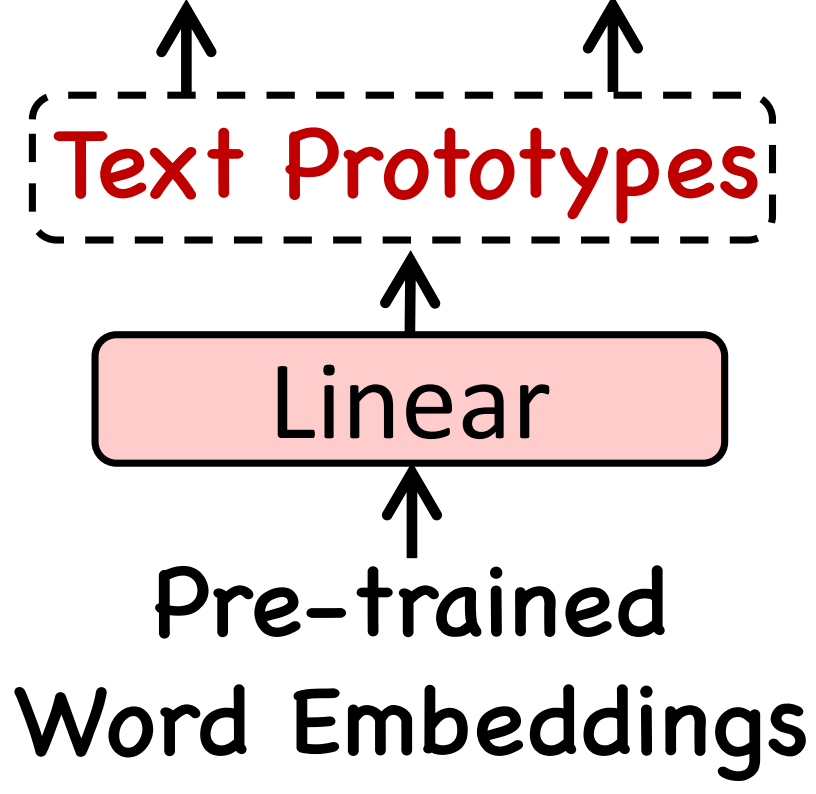 Text Prototypes
Linear
Pre-trained
Word Embeddings